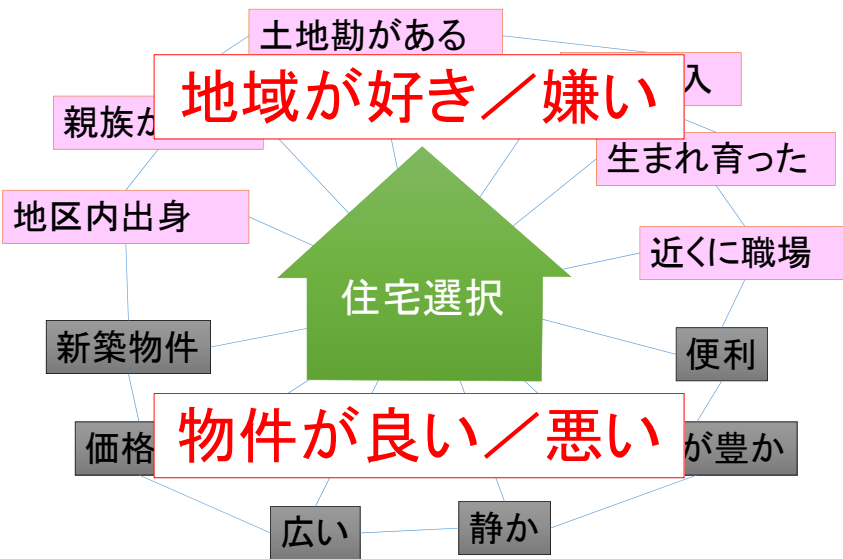 土地勘がある
入
地域が好き／嫌い
親族が
生まれ育った
地区内出身
近くに職場
住宅選択
新築物件
便利
価格
物件が良い／悪い
が豊か
広い
静か